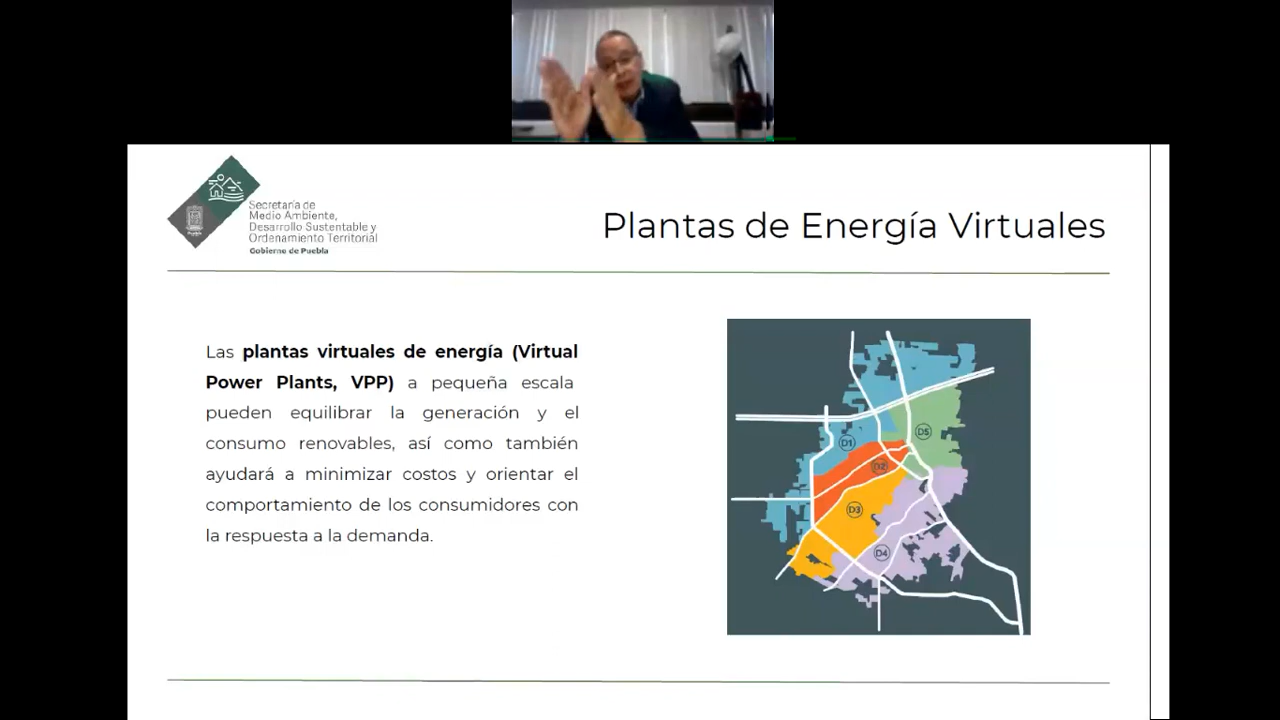 Secretaría de
Medio Ambiente,
Desarrollo Sustentable y
Ordenamiento Territorial
Gobierno de Puebla
Puebla
Plantas de Energía Virtuales
Las plantas virtuales de energía (Virtual
Power Plants, VPP) a pequeña escala
pueden equilibrar la generación y el
consumo renovables, así como también
ayudará a minimizar costos y orientar el
comportamiento de los consumidores con
la respuesta a la demanda.
D5
D1
D2
D3
D4